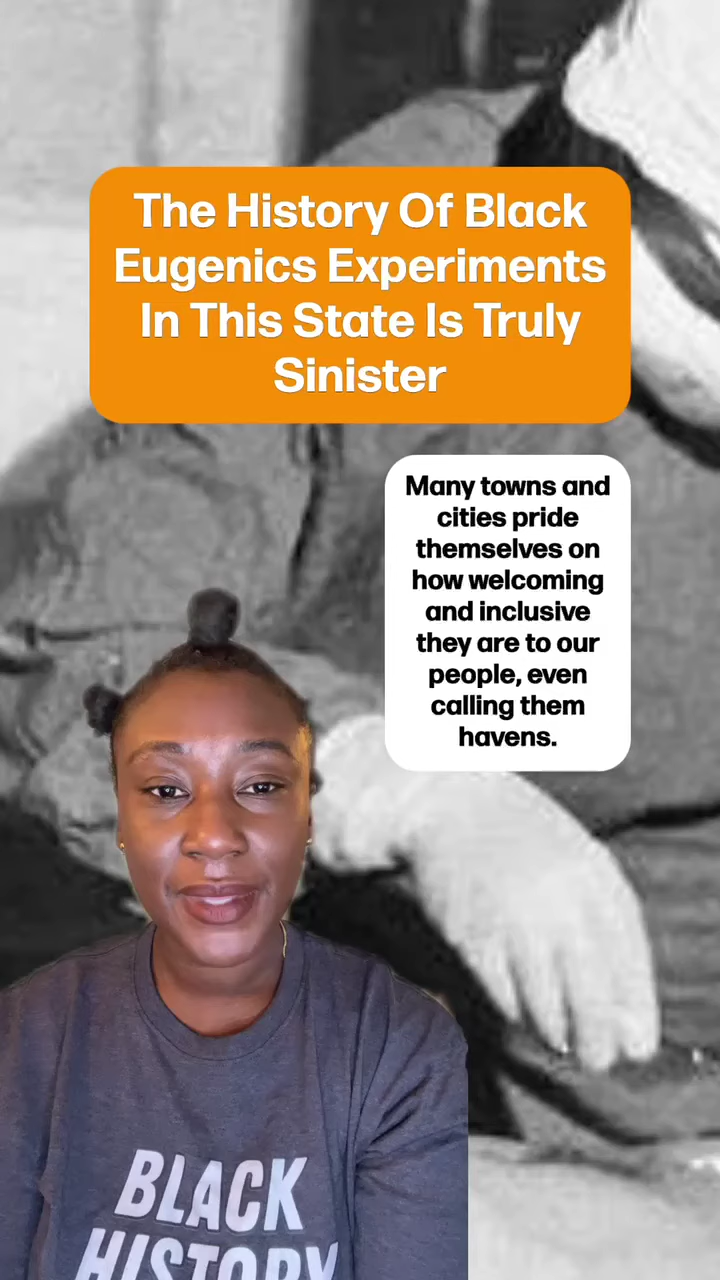 The History Of Black
Eugenics Experiments
In This State Is Truly
Sinister
Many towns and
cities pride
themselves on
how welcoming
and inclusive
they are to our
people, even
calling them
havens.
BLACK
HISTORY